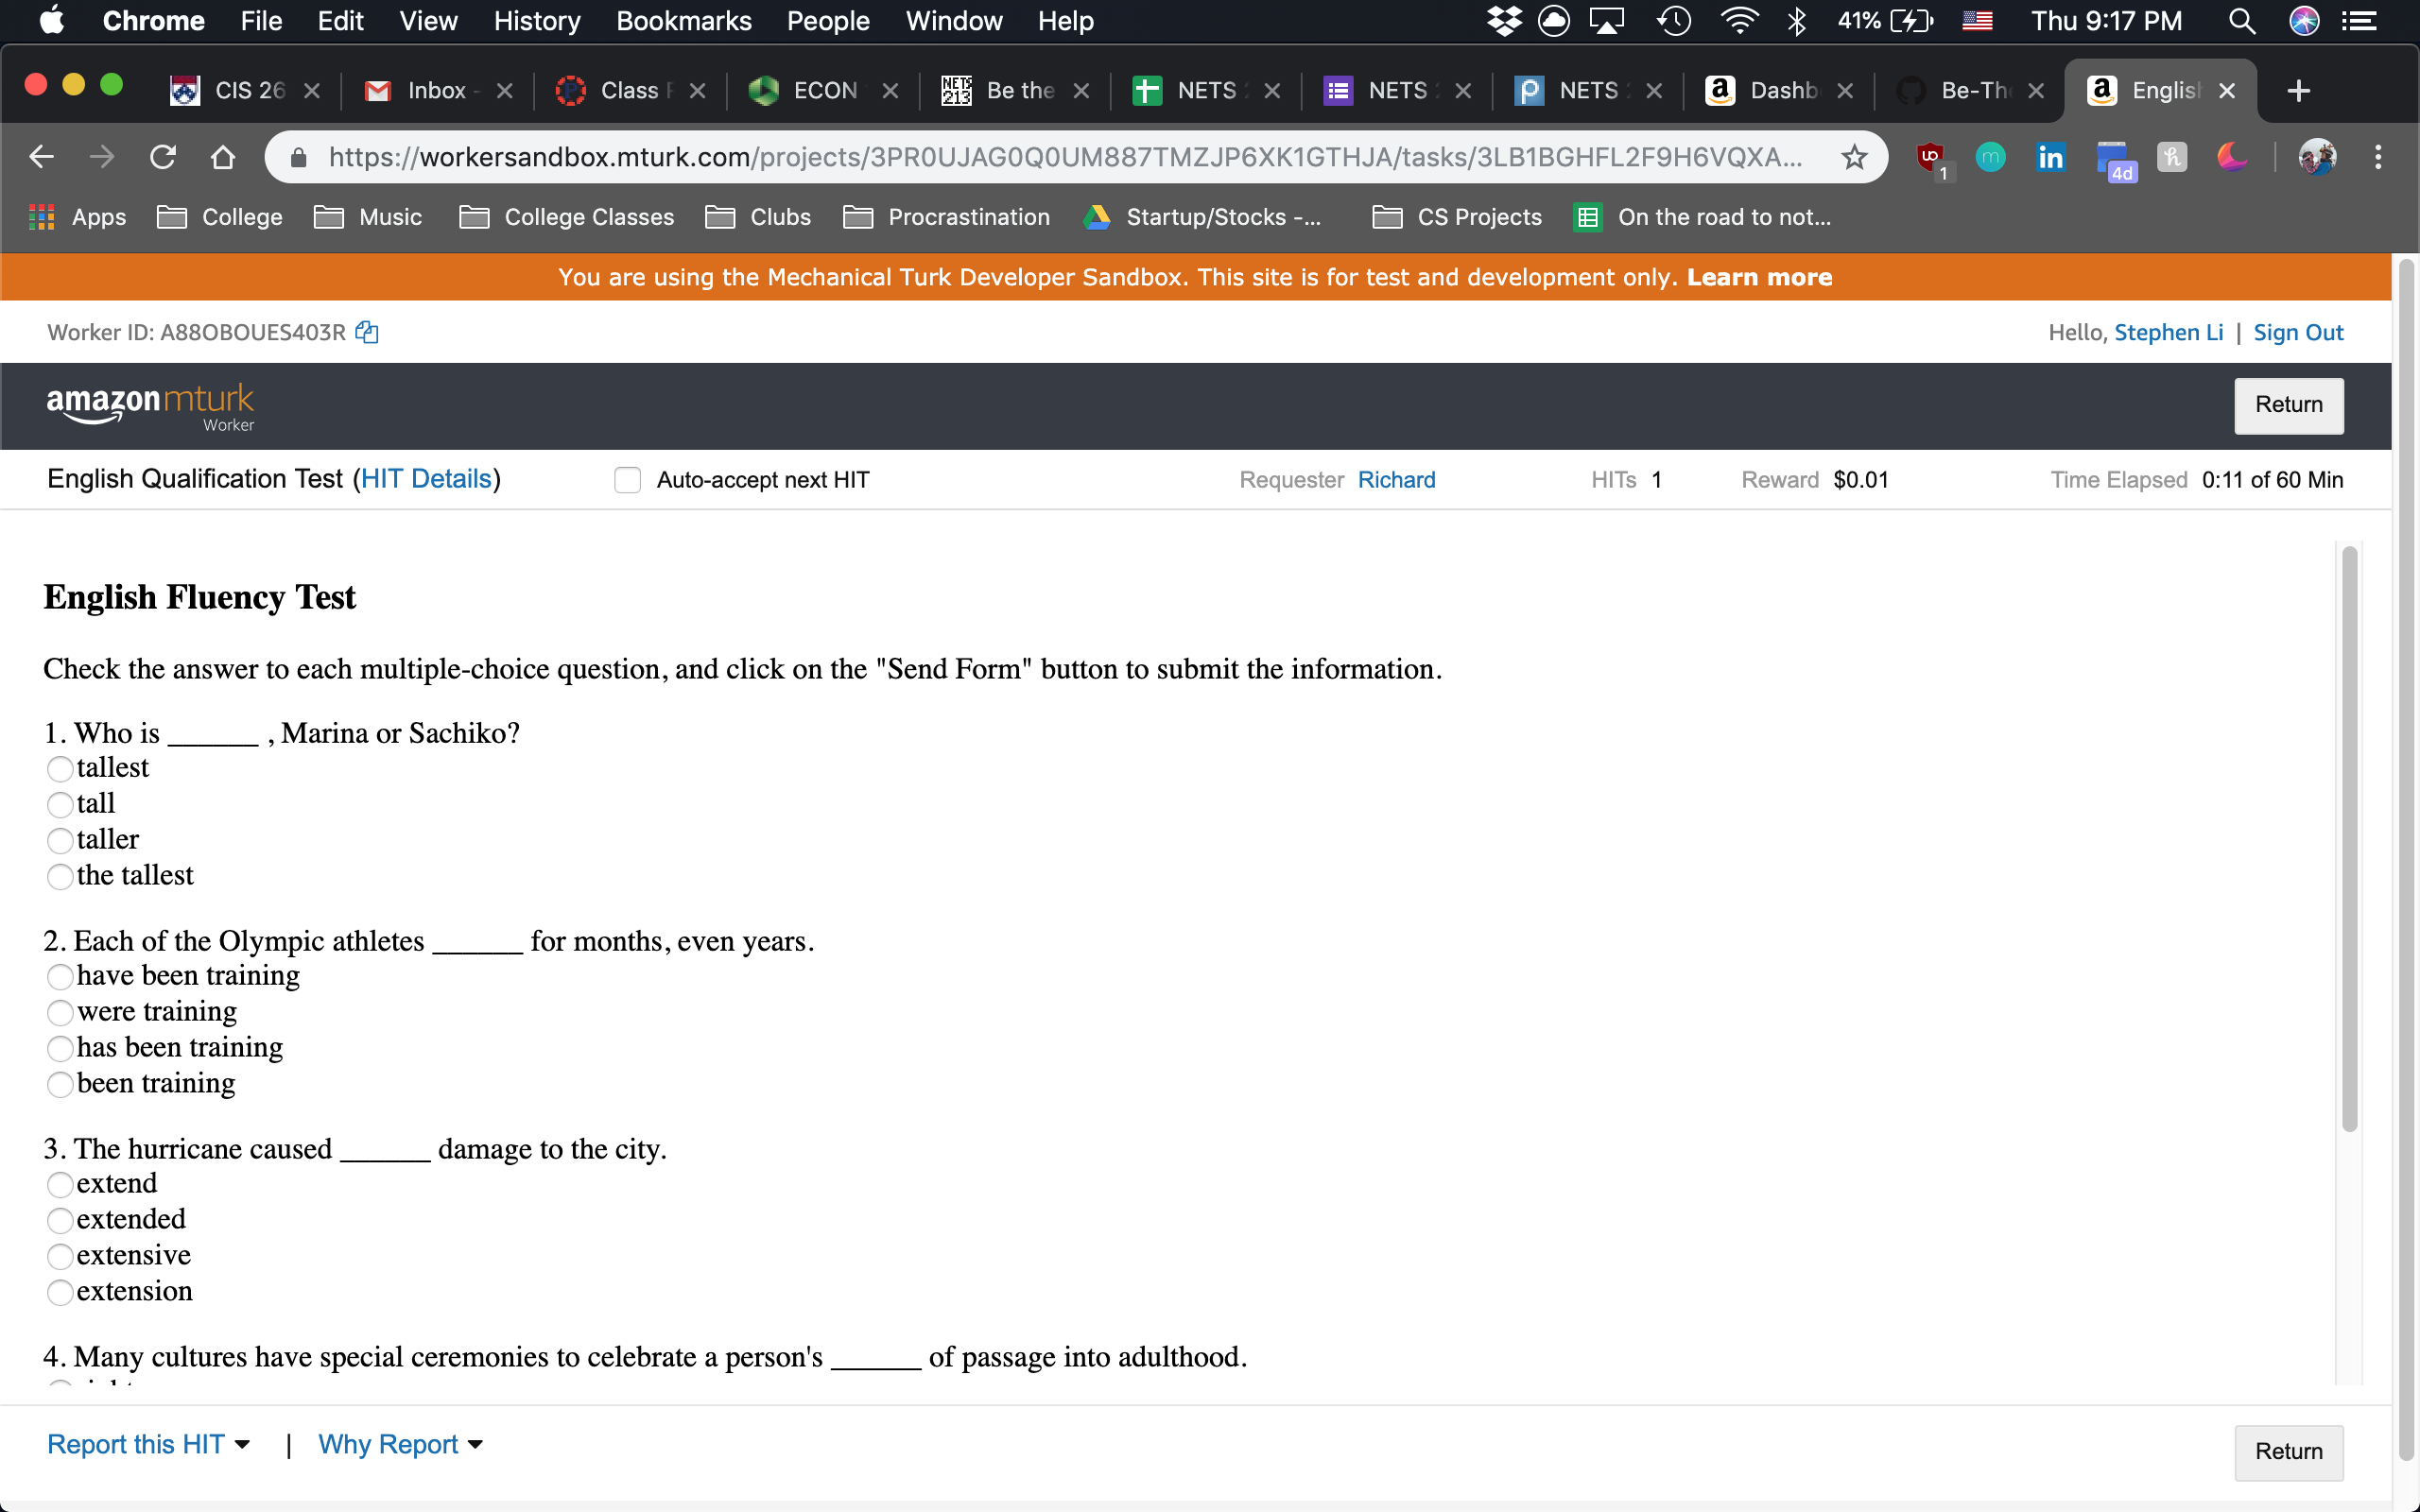 Chrome File Edit View History Bookmarks People Window Help 41% Thu 9:17 PM
CIS 26 Inbox - Class ECON NETS 213 Be the NETS NETS NETS Dashb Be-The English
https://workersandbox.mturk.com/projects/3PR0UJAG0Q0UM887TMZJP6XK1GTHJA/tasks/3LB1BGHFL2F9H6VQXA... 1 4d
Apps College Music College Classes Clubs Procrastination Startup/Stocks -... CS Projects On the road to not...
You are using the Mechanical Turk Developer Sandbox. This site is for test and development only. Learn more
Worker ID: A88OBOUES403R Hello, Stephen Li | Sign Out
amazon mturk
Worker
Return
English Qualification Test (HIT Details) Auto-accept next HIT Requester Richard HITs 1 Reward $0.01 Time Elapsed 0:11 of 60 Min
English Fluency Test
Check the answer to each multiple-choice question, and click on the "Send Form" button to submit the information.
1. Who is ______ , Marina or Sachiko?
tallest
tall
taller
the tallest
2. Each of the Olympic athletes ______ for months, even years.
have been training
were training
has been training
been training
3. The hurricane caused ______ damage to the city.
extend
extended
extensive
extension
4. Many cultures have special ceremonies to celebrate a person's ______ of passage into adulthood.
Report this HIT | Why Report
Return